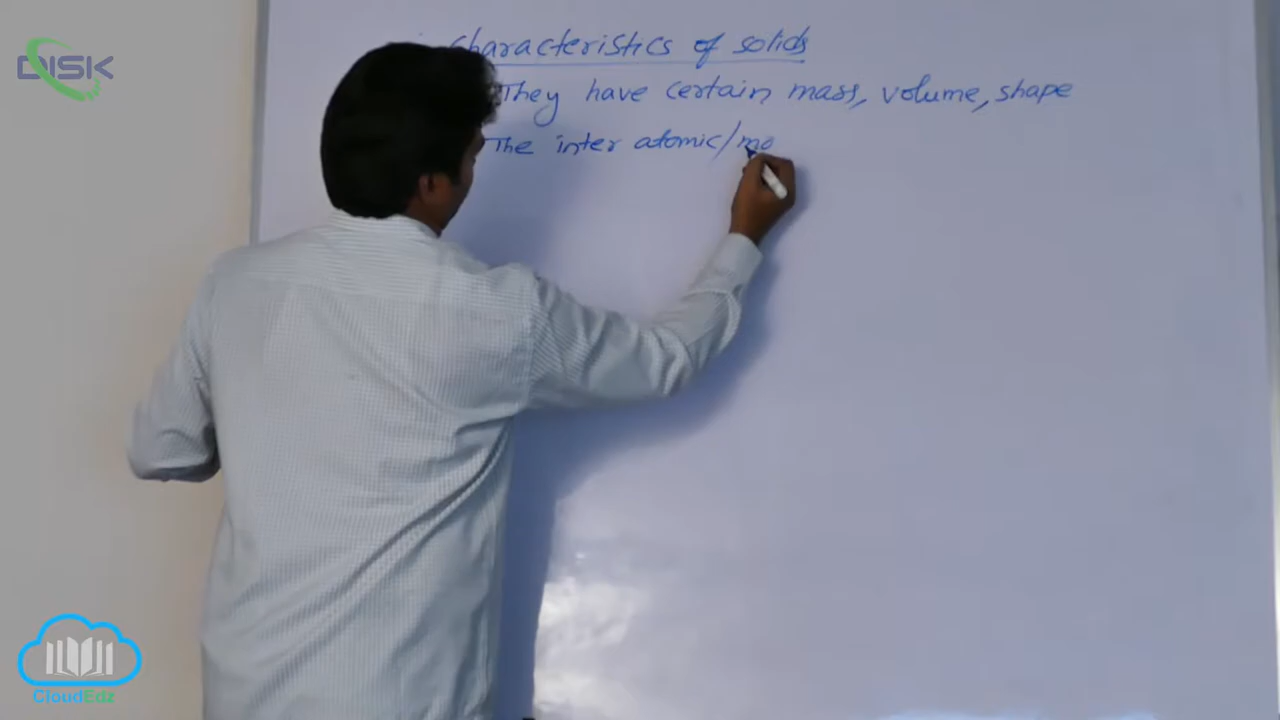 DISK
characteristics of solids
They have certain mass, volume, shape
The inter atomic/mo
CloudEdz